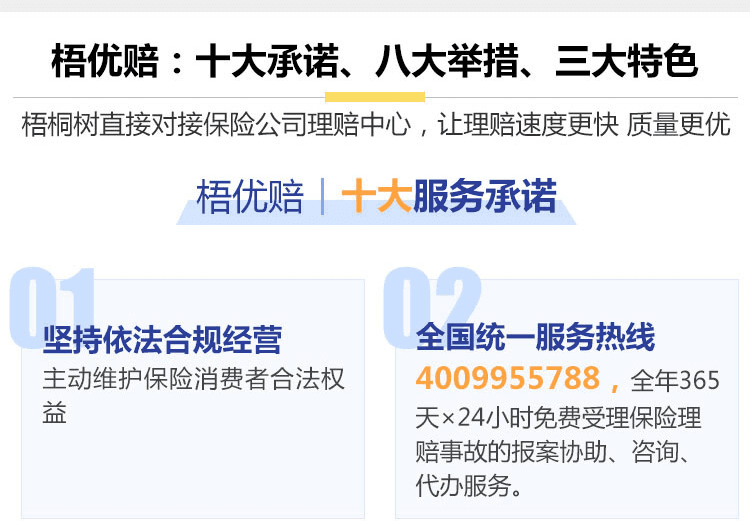 梧优赔：十大承诺、八大举措、三大特色
梧桐树直接对接保险公司理赔中心，让理赔速度更快 质量更优
梧优赔｜十大服务承诺
01
坚持依法合规经营
主动维护保险消费者合法权
益
02
全国统一服务热线
4009955788，全年365
天×24小时免费受理保险理
赔事故的报案协助、咨询、
代办服务。